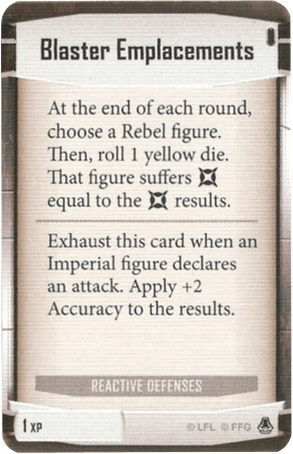 Blaster Emplacements
At the end of each round,
choose a Rebel figure.
Then, roll 1 yellow die.
That figure suffers
equal to the results.
Exhaust this card when an
Imperial figure declares
an attack. Apply +2
Accuracy to the results.
REACTIVE DEFENSES
1 XP
© LFL © FFG